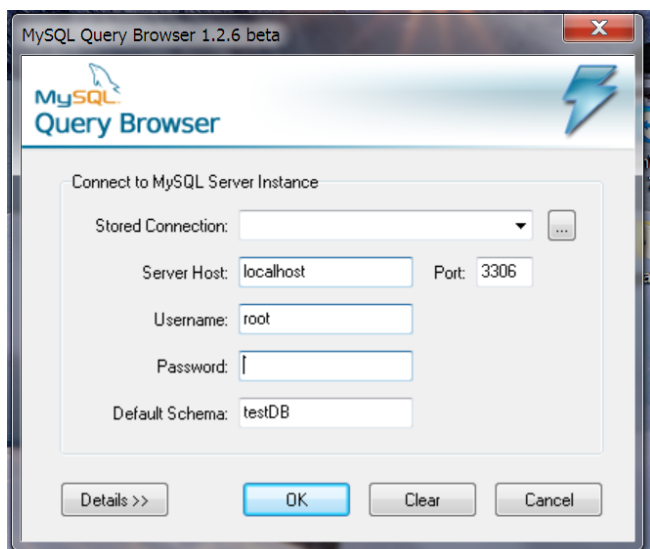 MySQL Query Browser 1.2.6 beta
MySQL
Query Browser
Connect to MySQL Server Instance
Stored Connection:
...
Server Host: localhost Port: 3306
Username: root
Password:
Default Schema: testDB
Details >> OK Clear Cancel